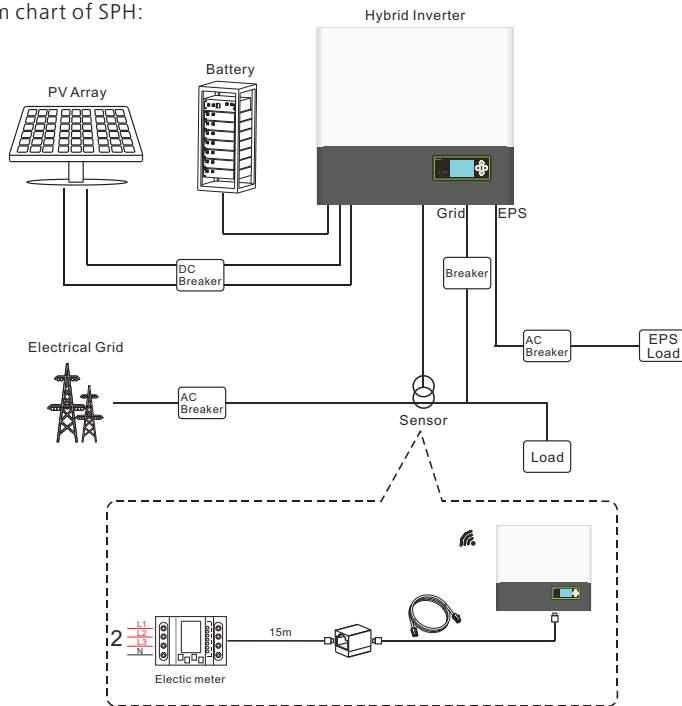 m chart of SPH:
Hybrid Inverter
Battery
PV Array
Grid
EPS
DC
Breaker
Breaker
AC
Breaker
EPS
Load
Electrical Grid
AC
Breaker
Sensor
Load
2
L1
L2
L3
N
15m
Electic meter